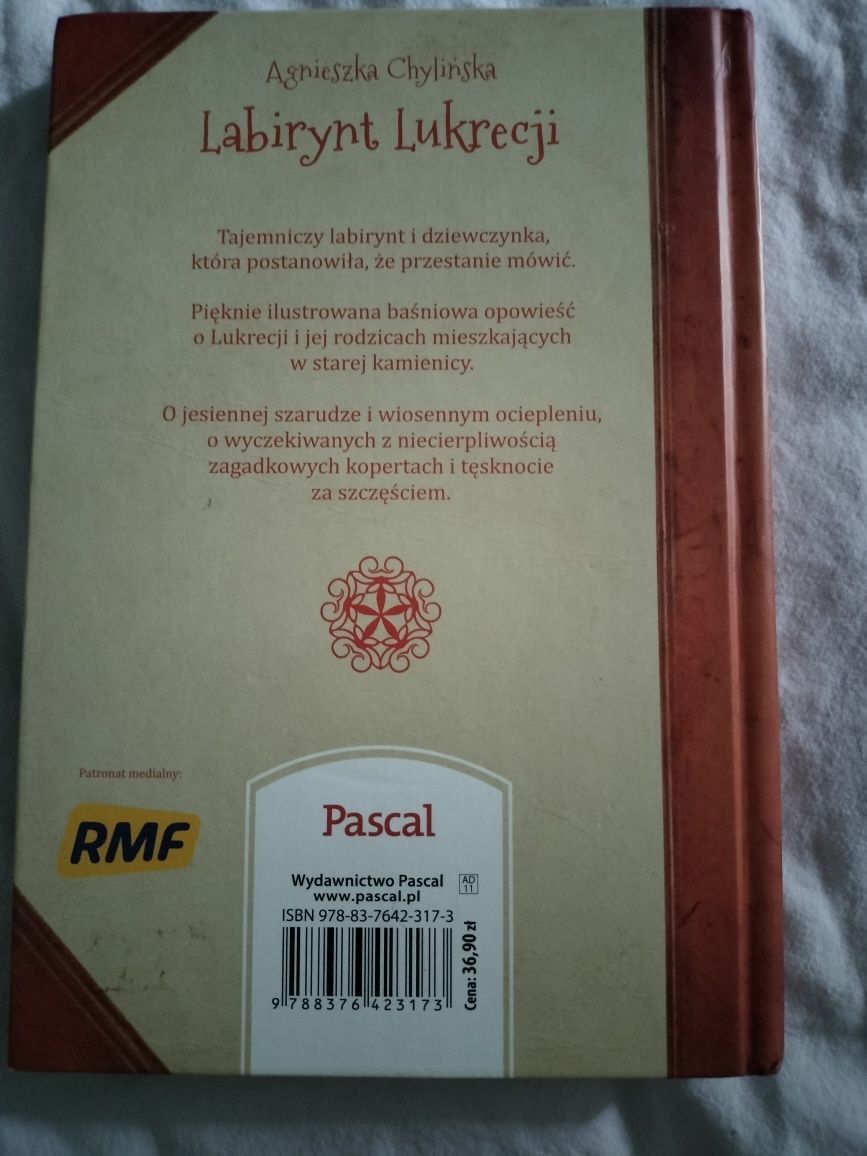 Agnieszka Chylińska
Labirynt Lukrecji
Tajemniczy labirynt i dziewczynka,
która postanowiła, że przestanie mówić.
Pięknie ilustrowana baśniowa opowieść
o Lukrecji i jej rodzicach mieszkających
w starej kamienicy.
O jesiennej szarudze i wiosennym ociepleniu,
o wyczekiwanych z niecierpliwością
zagadkowych kopertach i tęsknocie
za szczęściem.
Patronat medialny:
RMF
Pascal
Wydawnictwo Pascal
AD
11
www.pascal.pl
ISBN 978-83-7642-317-3
9 788376 423173
Cena: 36,90 zł